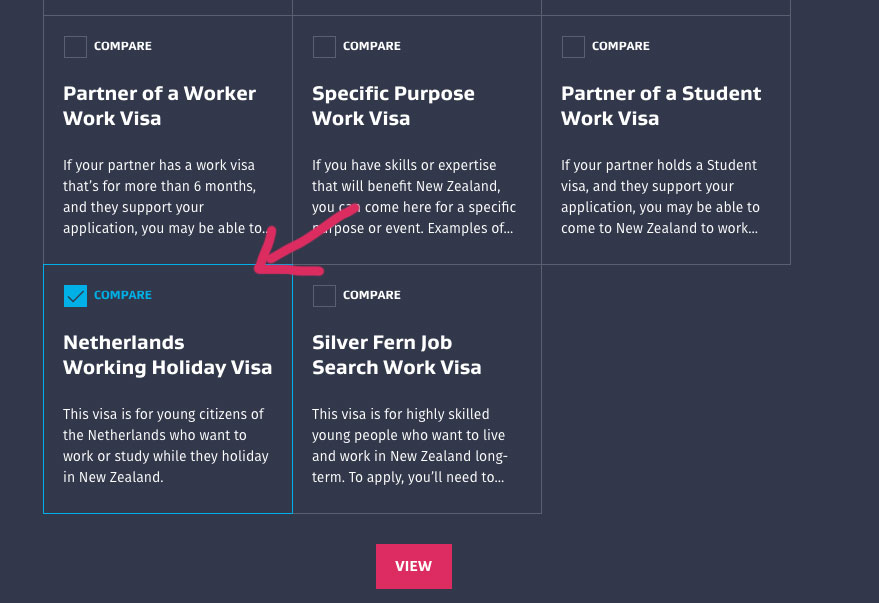 COMPARE
Partner of a Worker
Work Visa
If your partner has a work visa
that's for more than 6 months,
and they support your
application, you may be able to...
COMPARE
Specific Purpose
Work Visa
If you have skills or expertise
that will benefit New Zealand,
you can come here for a specific
purpose or event. Examples of...
COMPARE
Partner of a Student
Work Visa
If your partner holds a Student
visa, and they support your
application, you may be able to
come to New Zealand to work...
COMPARE
Netherlands
Working Holiday Visa
This visa is for young citizens of
the Netherlands who want to
work or study while they holiday
in New Zealand.
COMPARE
Silver Fern Job
Search Work Visa
This visa is for highly skilled
young people who want to live
and work in New Zealand long-
term. To apply, you'll need to...
VIEW